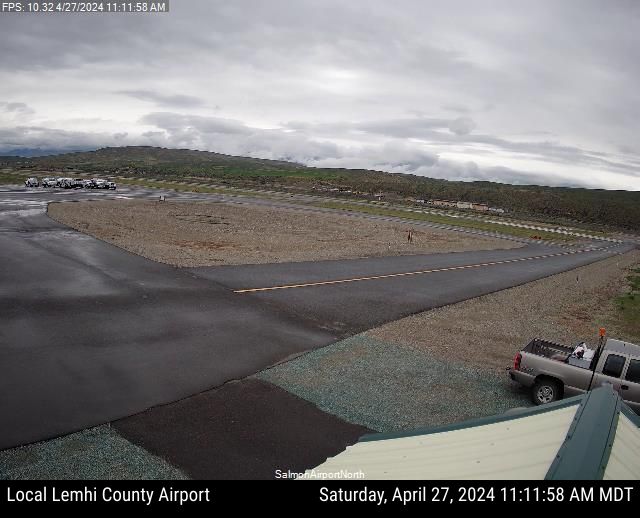 FPS: 10.32 4/27/2024 11:11:58 AM
SalmonAirportNorth
Local Lemhi County Airport Saturday, April 27, 2024 11:11:58 AM MDT